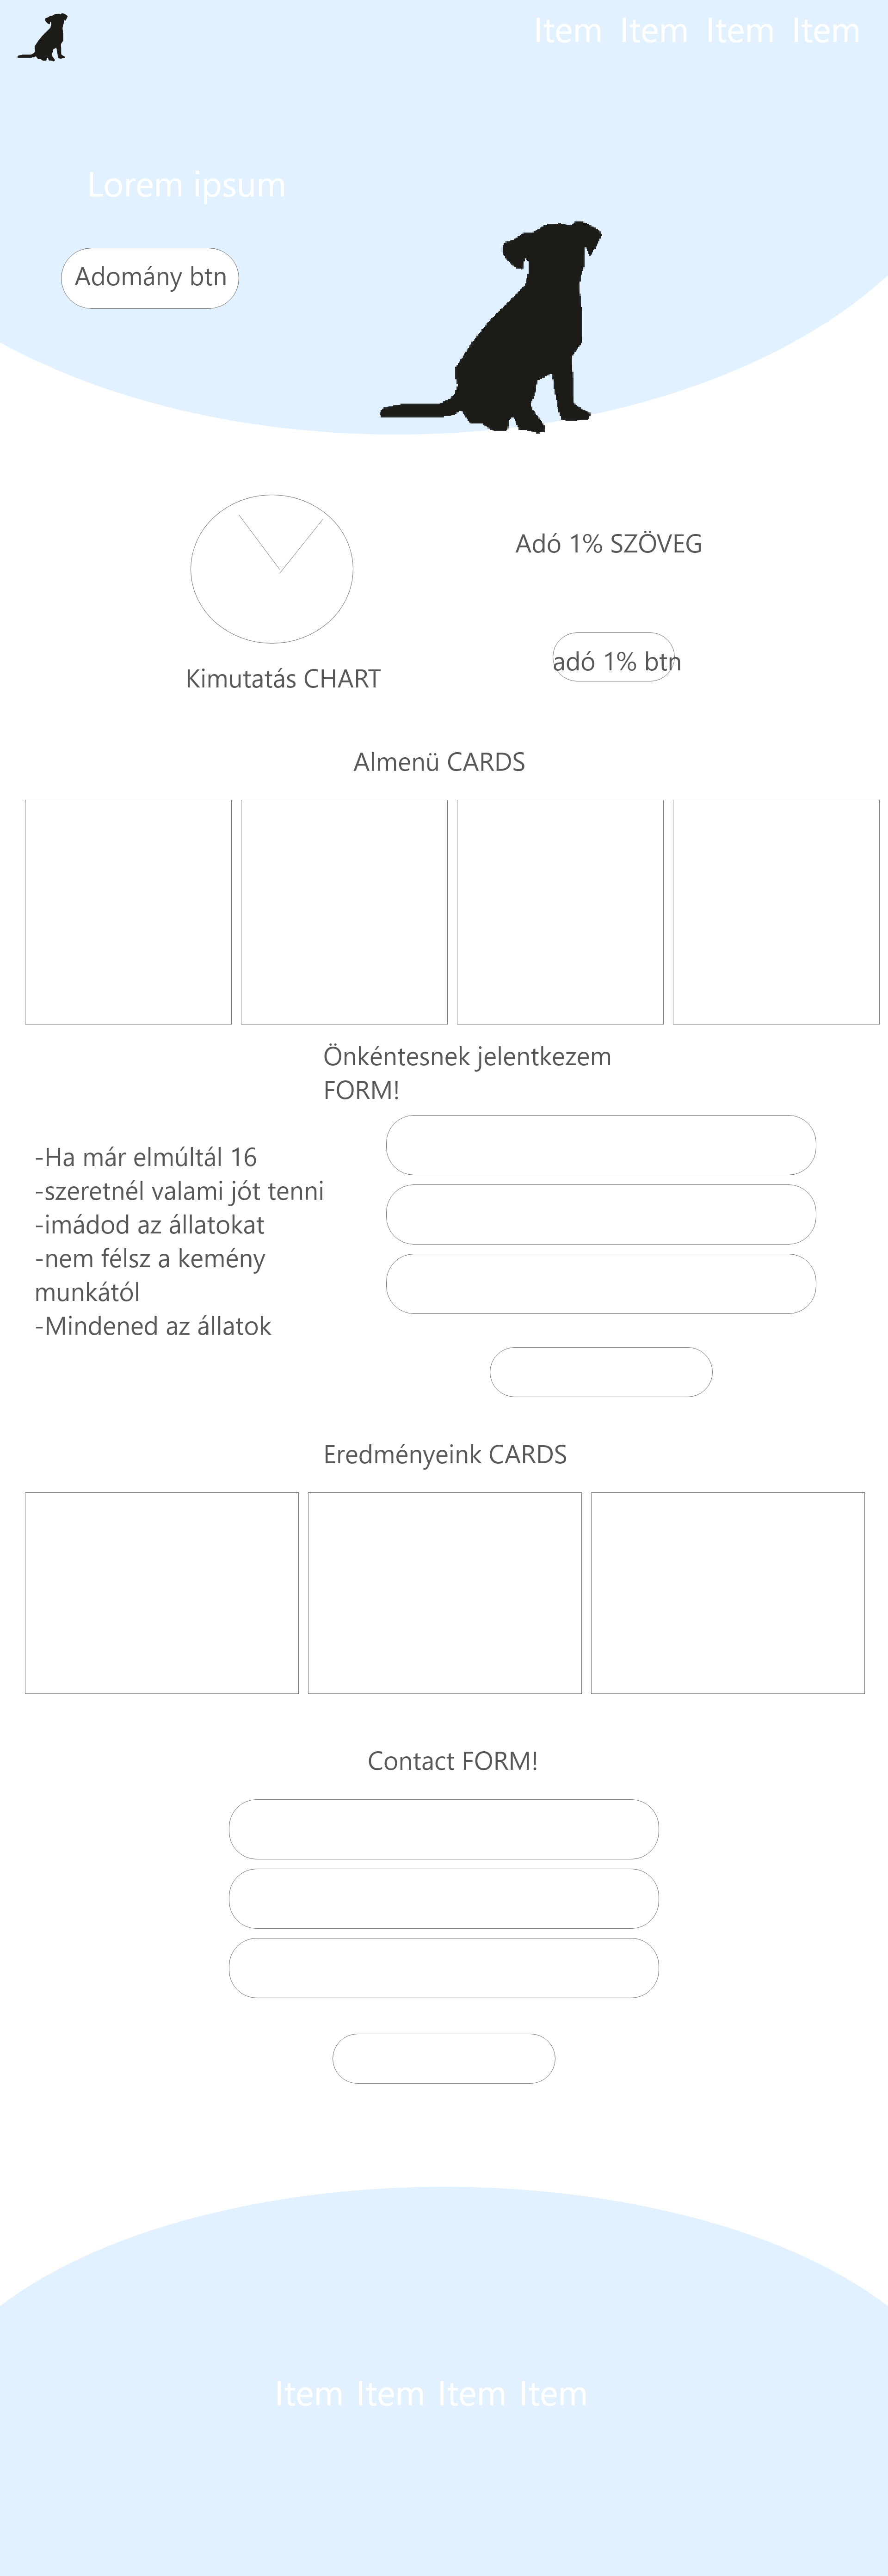 Item Item Item Item
Lorem ipsum
Adomány btn
Adó 1% SZÖVEG
adó 1% btn
Kimutatás CHART
Almenü CARDS
Önkéntesnek jelentkezem
FORM!
-Ha már elmúltál 16
-szeretnél valami jót tenni
-imádod az állatokat
-nem félsz a kemény
munkától
-Mindened az állatok
Eredményeink CARDS
Contact FORM!
Item Item Item Item